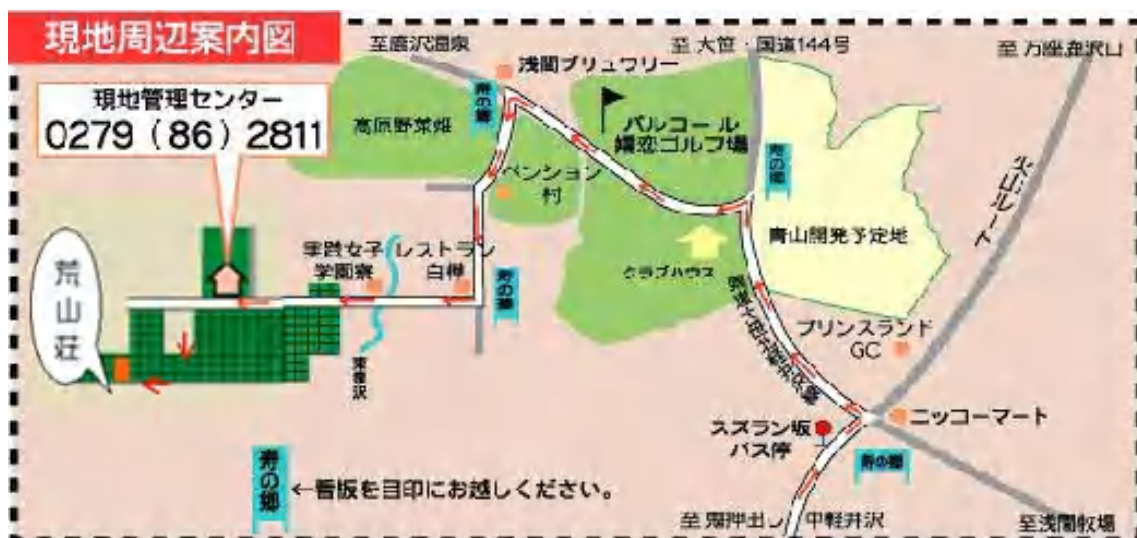 現地周辺案内図
現地管理センター
0279（86）2811
至鹿沢温泉
浅間ブリュワリー
至 大笹・国道144号
至 万座鹿沢山
寿の郷
高原野菜畑
パルコール
嬬恋ゴルフ場
ペンション
村
寿の郷
火山ルート
青山開発予定地
クラブハウス
実践女子
学園寮
レストラン
白樺
寿の郷
荒山荘
プリンスランド
GC
ニッコーマート
スズラン坂
バス停
寿の郷
寿の郷
←看板を目印にお越しください。
至 鬼押出し
中軽井沢
至浅間牧場